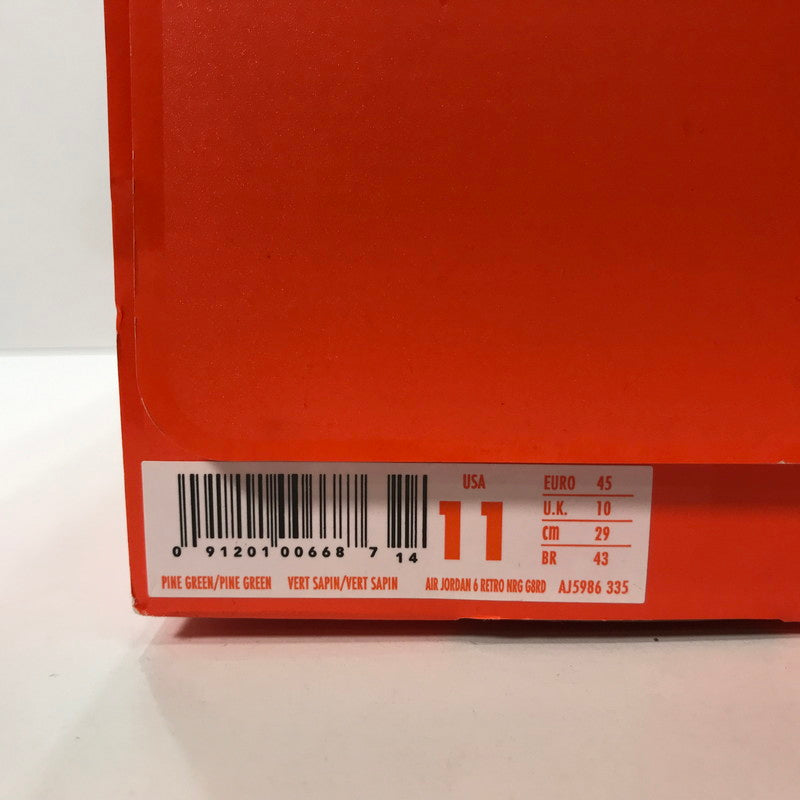 USA
11
EURO 45
U.K. 10
cm 29
BR 43
0 91201 00668 7 14
PINE GREEN/PINE GREEN VERT SAPIN/VERT SAPIN AIR JORDAN 6 RETRO NRG G8RD AJ5986 335